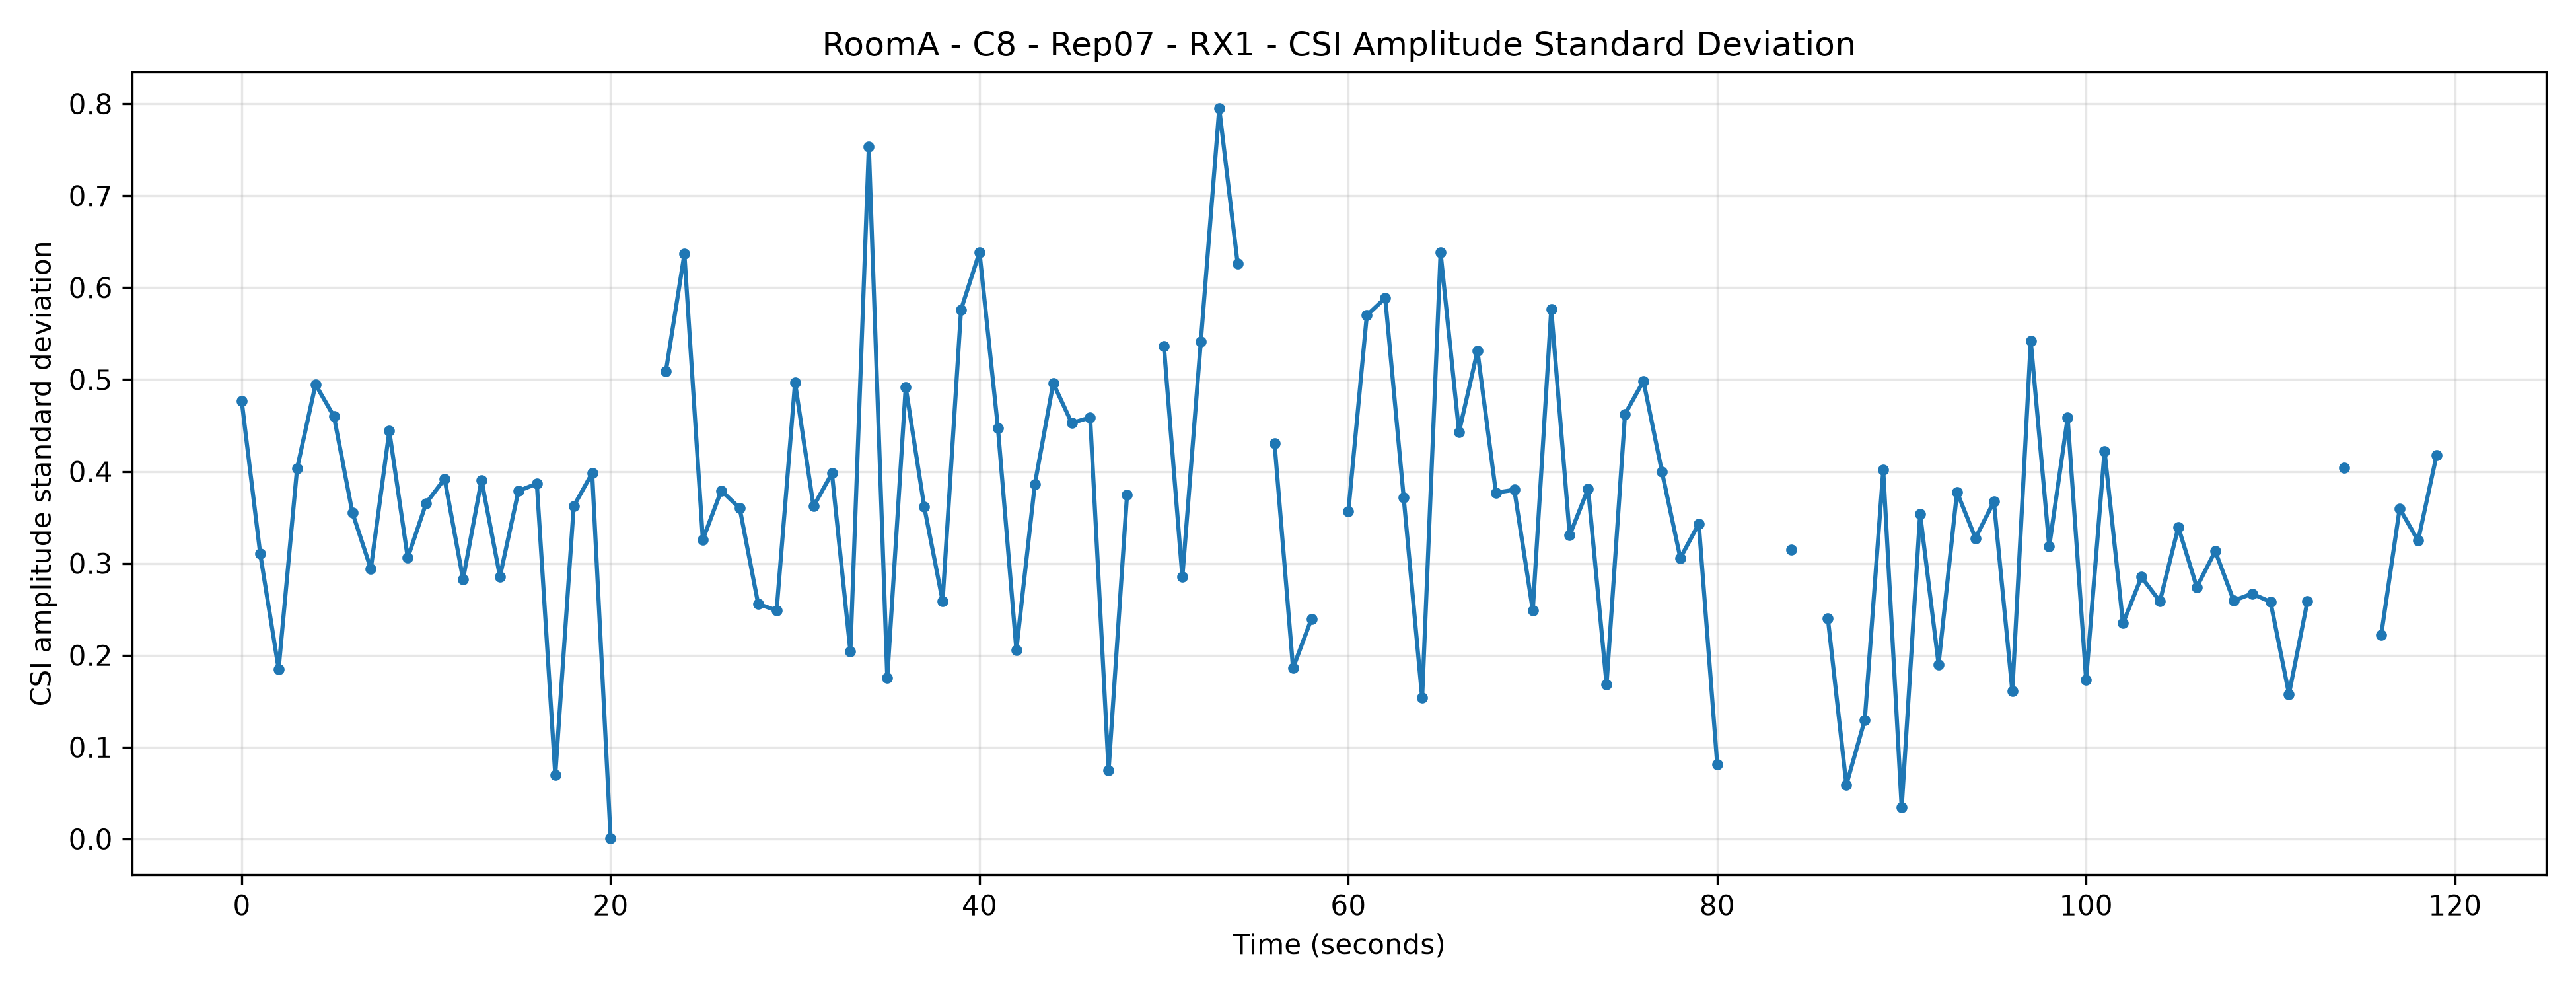 RoomA - C8 - Rep07 - RX1 - CSI Amplitude Standard Deviation
CSI amplitude standard deviation
0.8
0.7
0.6
0.5
0.4
0.3
0.2
0.1
0.0
0 20 40 60 80 100 120
Time (seconds)